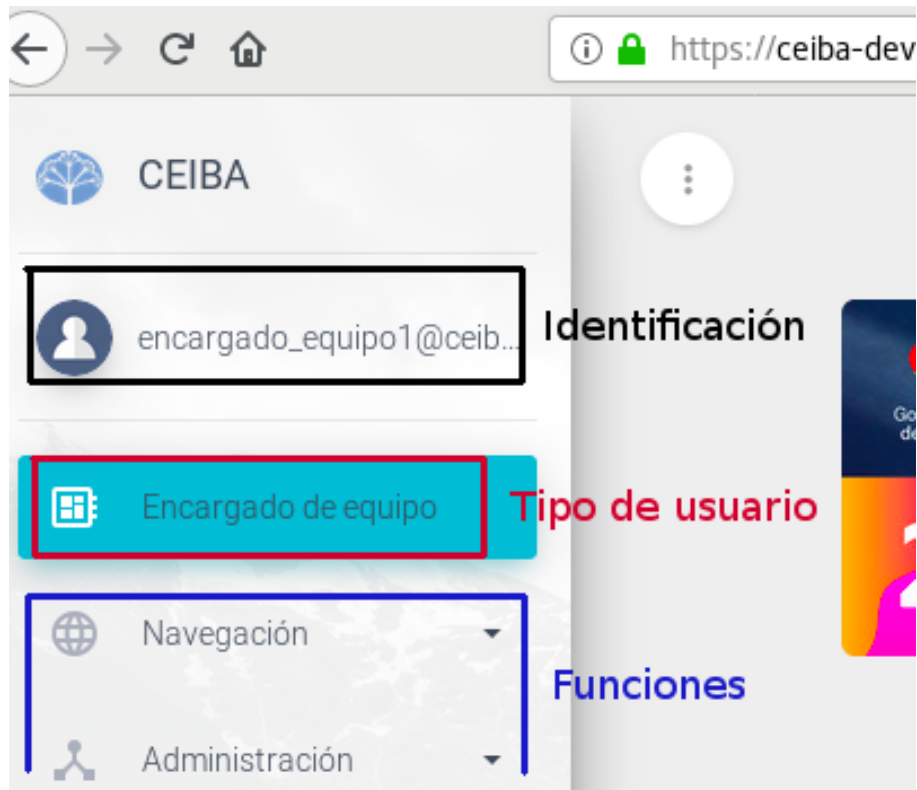 https://ceiba-dev
CEIBA
encargado_equipo1@ceib...
Identificación
Encargado de equipo
Tipo de usuario
Navegación
Funciones
Administración